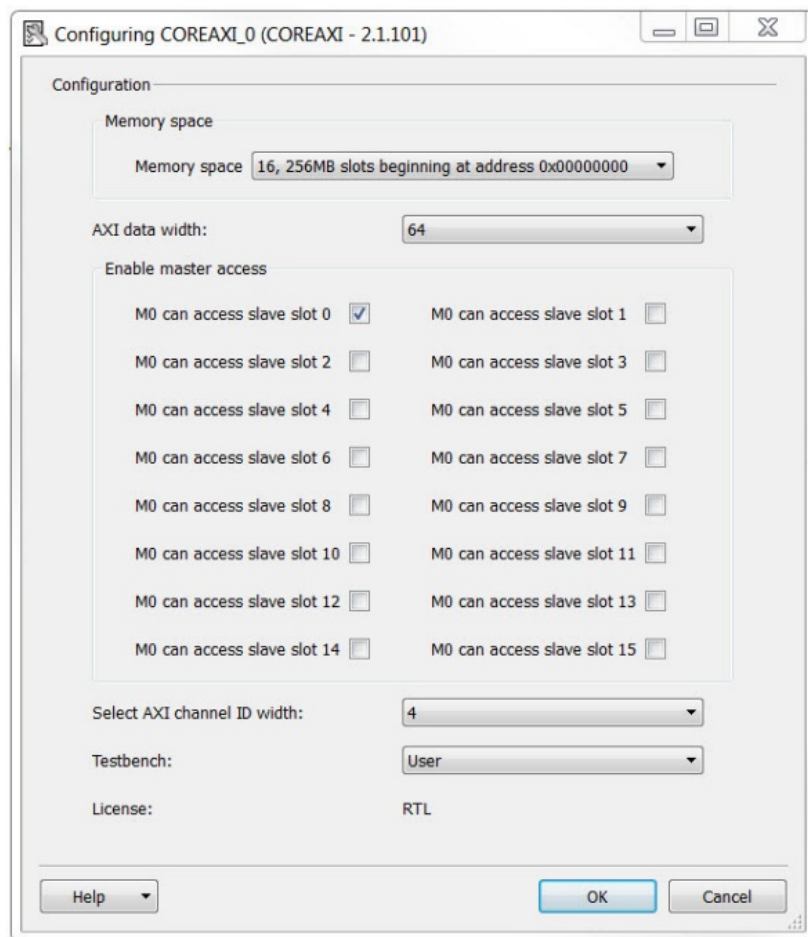 Configuring COREAXI_0 (COREAXI - 2.1.101)
Configuration
Memory space
Memory space 16, 256MB slots beginning at address 0x00000000
AXI data width: 64
Enable master access
M0 can access slave slot 0 M0 can access slave slot 1
M0 can access slave slot 2 M0 can access slave slot 3
M0 can access slave slot 4 M0 can access slave slot 5
M0 can access slave slot 6 M0 can access slave slot 7
M0 can access slave slot 8 M0 can access slave slot 9
M0 can access slave slot 10 M0 can access slave slot 11
M0 can access slave slot 12 M0 can access slave slot 13
M0 can access slave slot 14 M0 can access slave slot 15
Select AXI channel ID width: 4
Testbench: User
License: RTL
Help OK Cancel